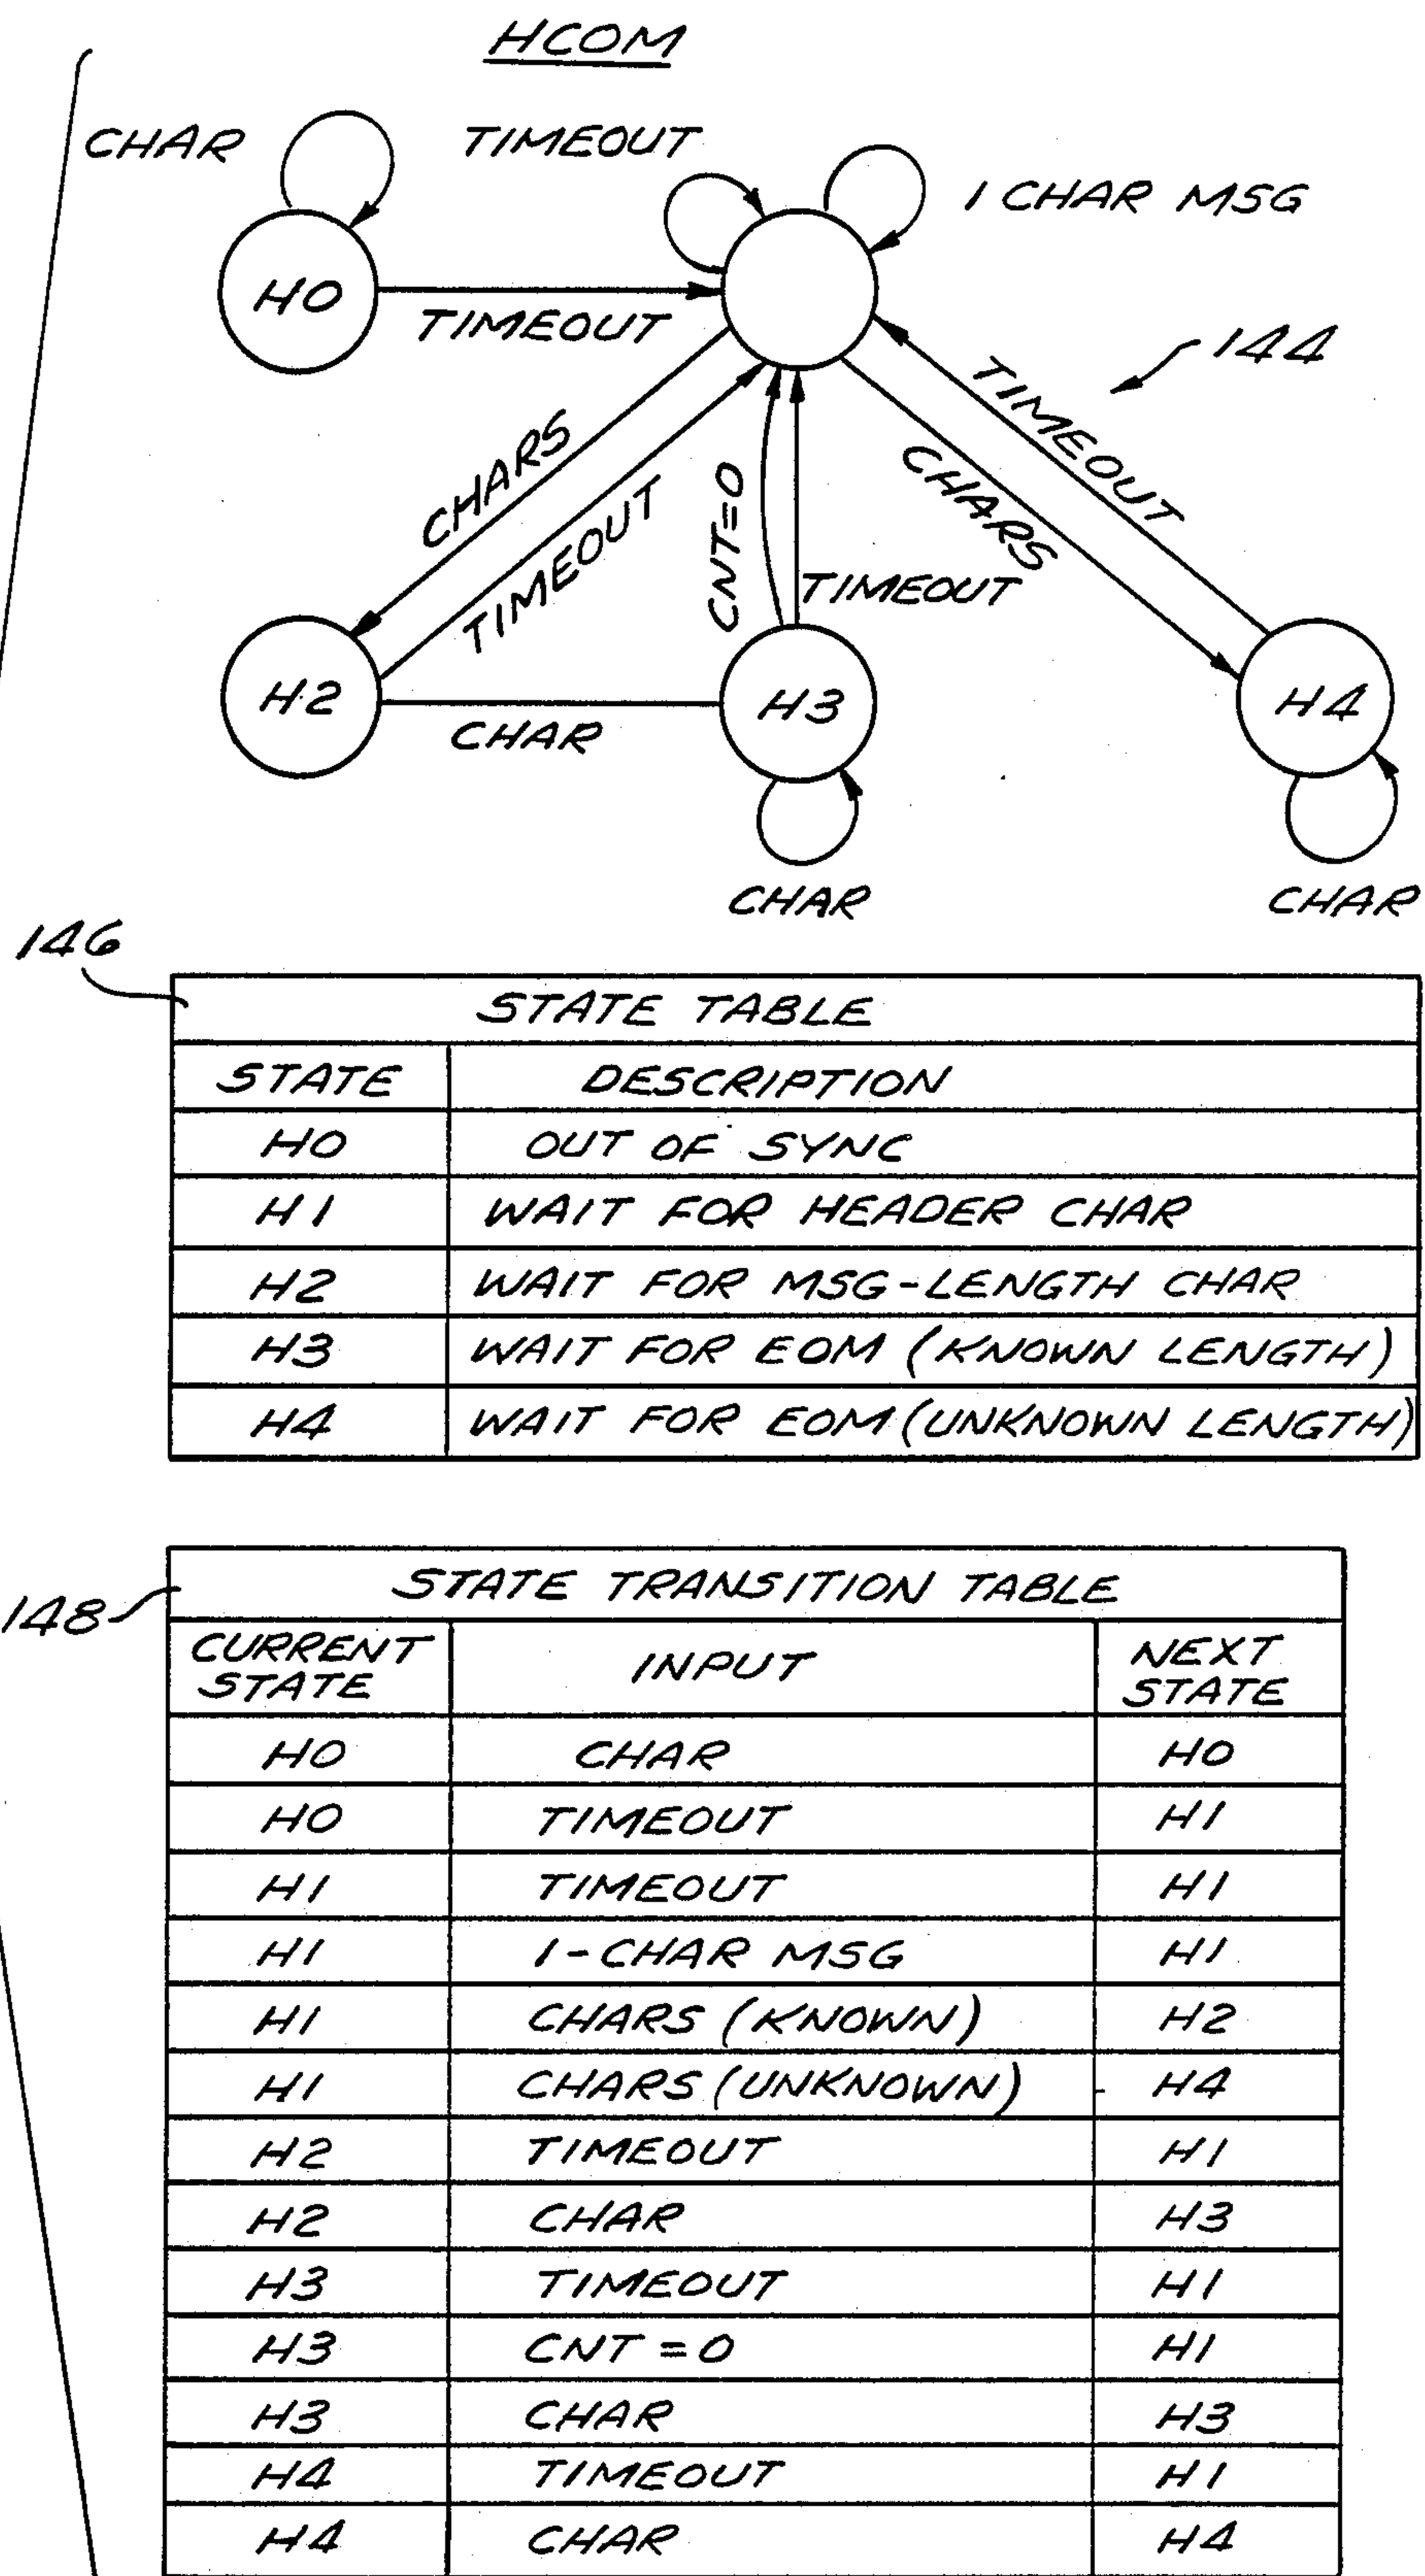 HCOM
CHAR
TIMEOUT
1 CHAR MSG
H0
TIMEOUT
144
TIMEOUT
CHARS
CHARS
TIMEOUT
CNT=0
TIMEOUT
H2
CHAR
H3
H4
CHAR
CHAR
146
STATE TABLE
STATE DESCRIPTION
H0 OUT OF SYNC
H1 WAIT FOR HEADER CHAR
H2 WAIT FOR MSG-LENGTH CHAR
H3 WAIT FOR EOM (KNOWN LENGTH)
H4 WAIT FOR EOM (UNKNOWN LENGTH)
148
STATE TRANSITION TABLE
CURRENT STATE INPUT NEXT STATE
H0 CHAR H0
H0 TIMEOUT H1
H1 TIMEOUT H1
H1 1-CHAR MSG H1
H1 CHARS (KNOWN) H2
H1 CHARS (UNKNOWN) H4
H2 TIMEOUT H1
H2 CHAR H3
H3 TIMEOUT H1
H3 CNT = 0 H1
H3 CHAR H3
H4 TIMEOUT H1
H4 CHAR H4